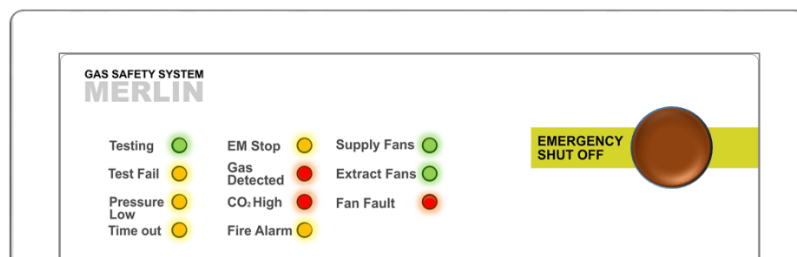 GAS SAFETY SYSTEM
MERLIN
Testing
Test Fail
Pressure
Low
Time out
EM Stop
Gas
Detected
CO₂ High
Fire Alarm
Supply Fans
Extract Fans
Fan Fault
EMERGENCY
SHUT OFF